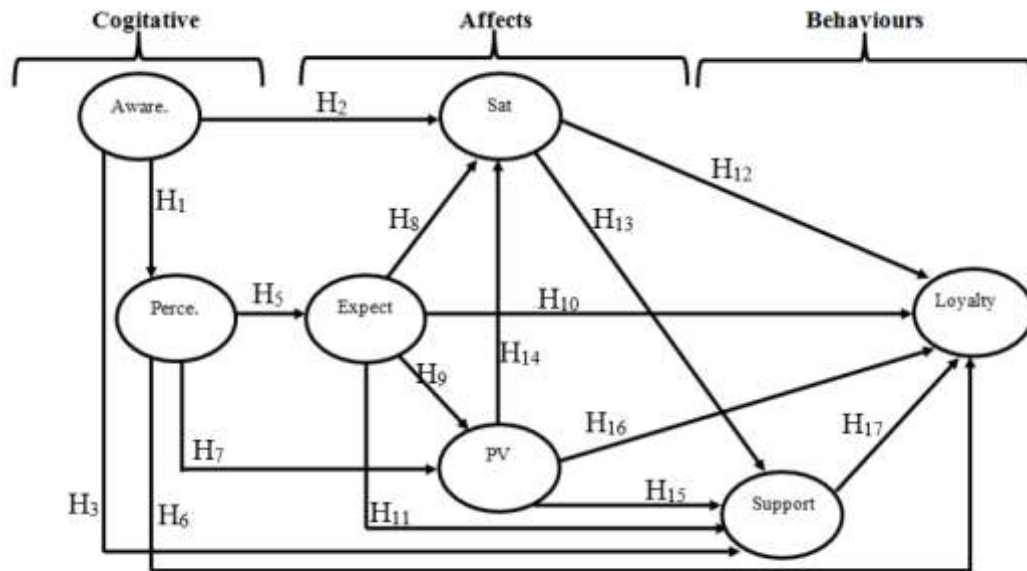 Cogitative Affects Behaviours
Aware. H2 Sat
H12
H1 H8 H13
Perce. H5 Expect H10 Loyalty
H14
H9
H16 H17
H7 PV
H3 H6 H11 H15 Support